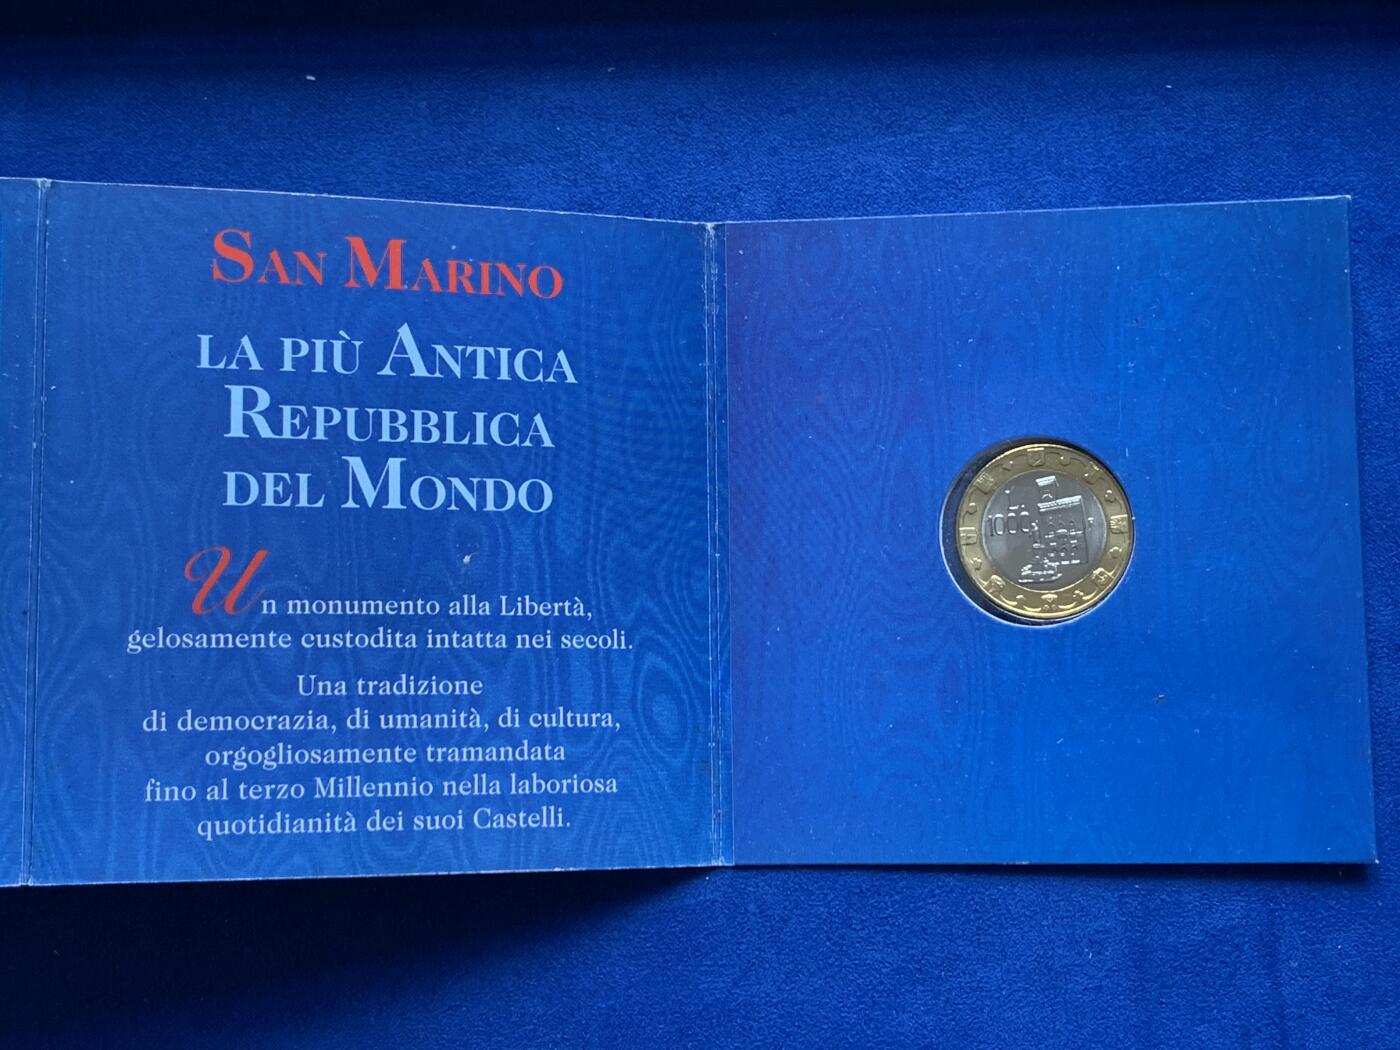 SAN MARINO
LA PIÙ ANTICA
REPUBBLICA
DEL MONDO
Un monumento alla Libertà,
gelosamente custodita intatta nei secoli.
Una tradizione
di democrazia, di umanità, di cultura,
orgogliosamente tramandata
fino al terzo Millennio nella laboriosa
quotidianità dei suoi Castelli.
L.
1000
R